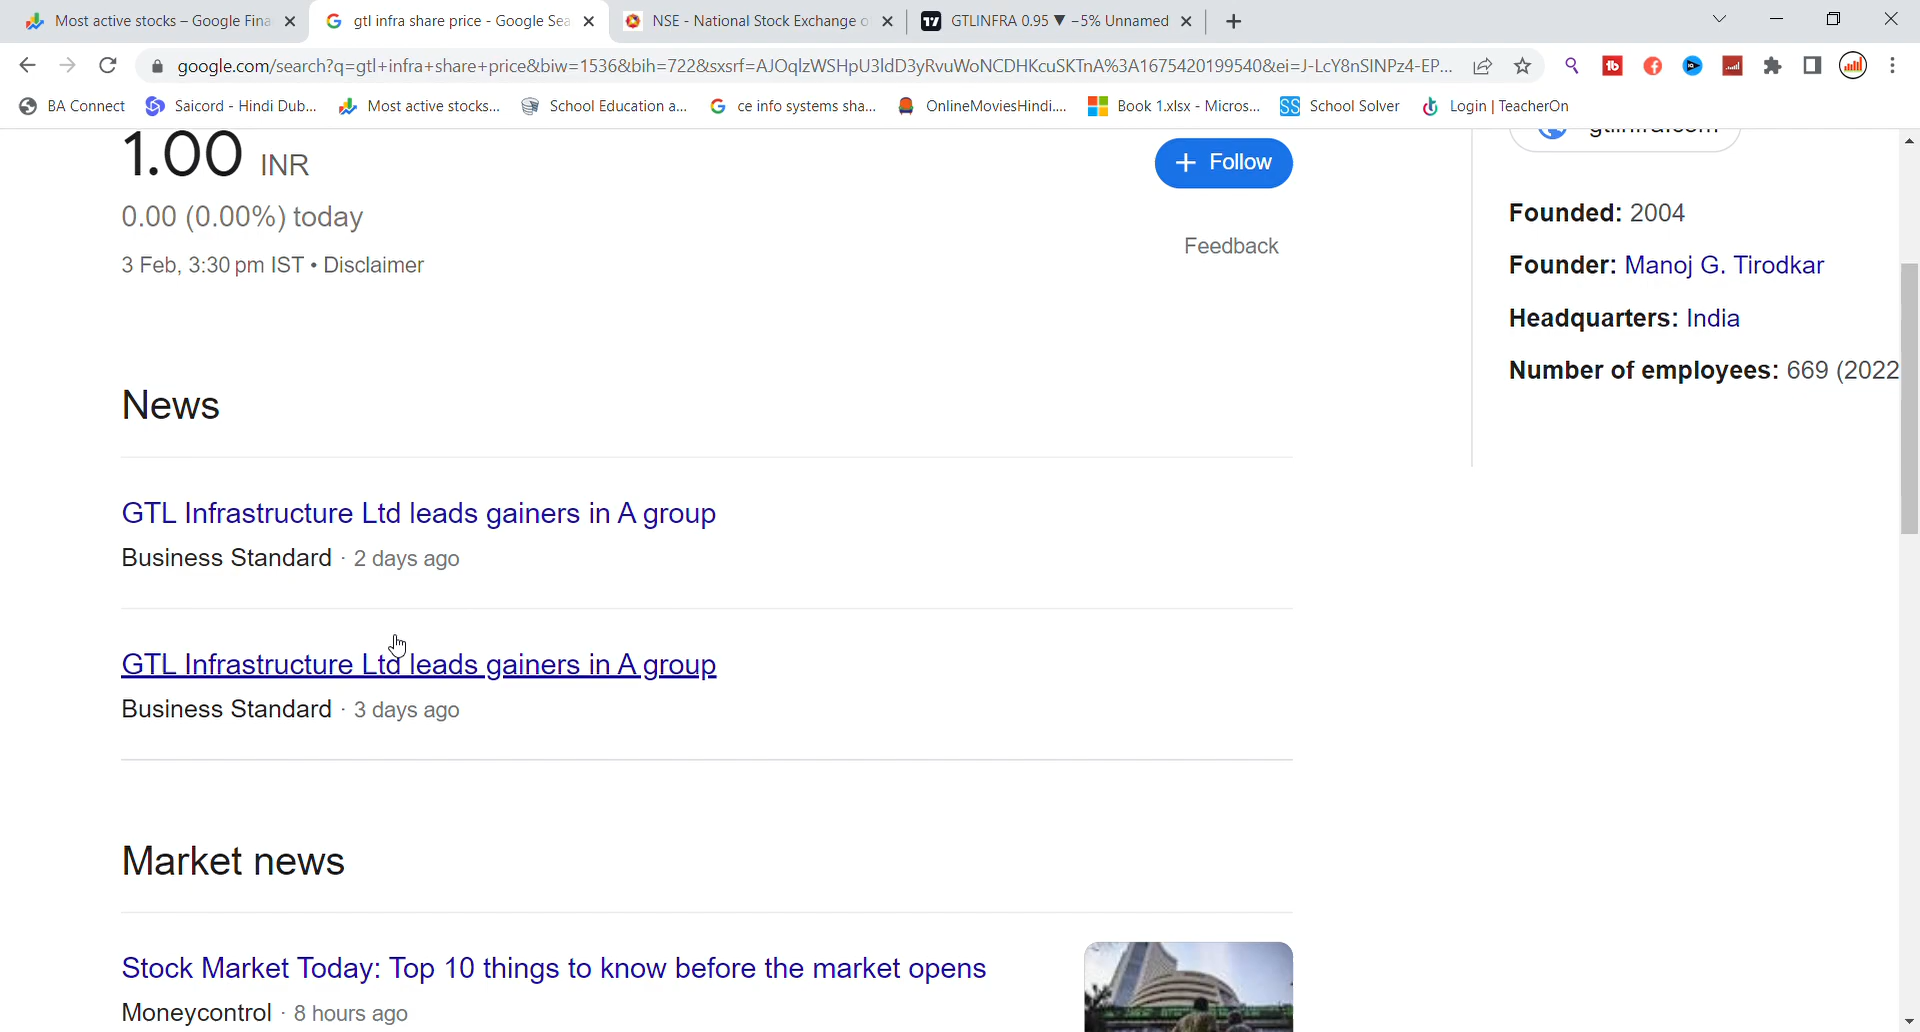 Most active stocks – Google Fina
gtl infra share price - Google Sea
NSE - National Stock Exchange o
GTLINFRA 0.95 ▼ −5% Unnamed
google.com/search?q=gtl+infra+share+price&biw=1536&bih=722&sxsrf=AJOqlzWSHpU3ldD3yRvuWoNCDHKcuSKTnA%3A1675420199540&ei=J-LcY8nSINPz4-EP...
BA Connect
Saicord - Hindi Dub...
Most active stocks...
School Education a...
ce info systems sha...
OnlineMoviesHindi....
Book 1.xlsx - Micros...
School Solver
Login | TeacherOn
1.00 INR
+ Follow
0.00 (0.00%) today
Feedback
3 Feb, 3:30 pm IST • Disclaimer
News
GTL Infrastructure Ltd leads gainers in A group
Business Standard · 2 days ago
GTL Infrastructure Ltd leads gainers in A group
Business Standard · 3 days ago
Market news
Stock Market Today: Top 10 things to know before the market opens
Moneycontrol · 8 hours ago
Founded: 2004
Founder: Manoj G. Tirodkar
Headquarters: India
Number of employees: 669 (2022